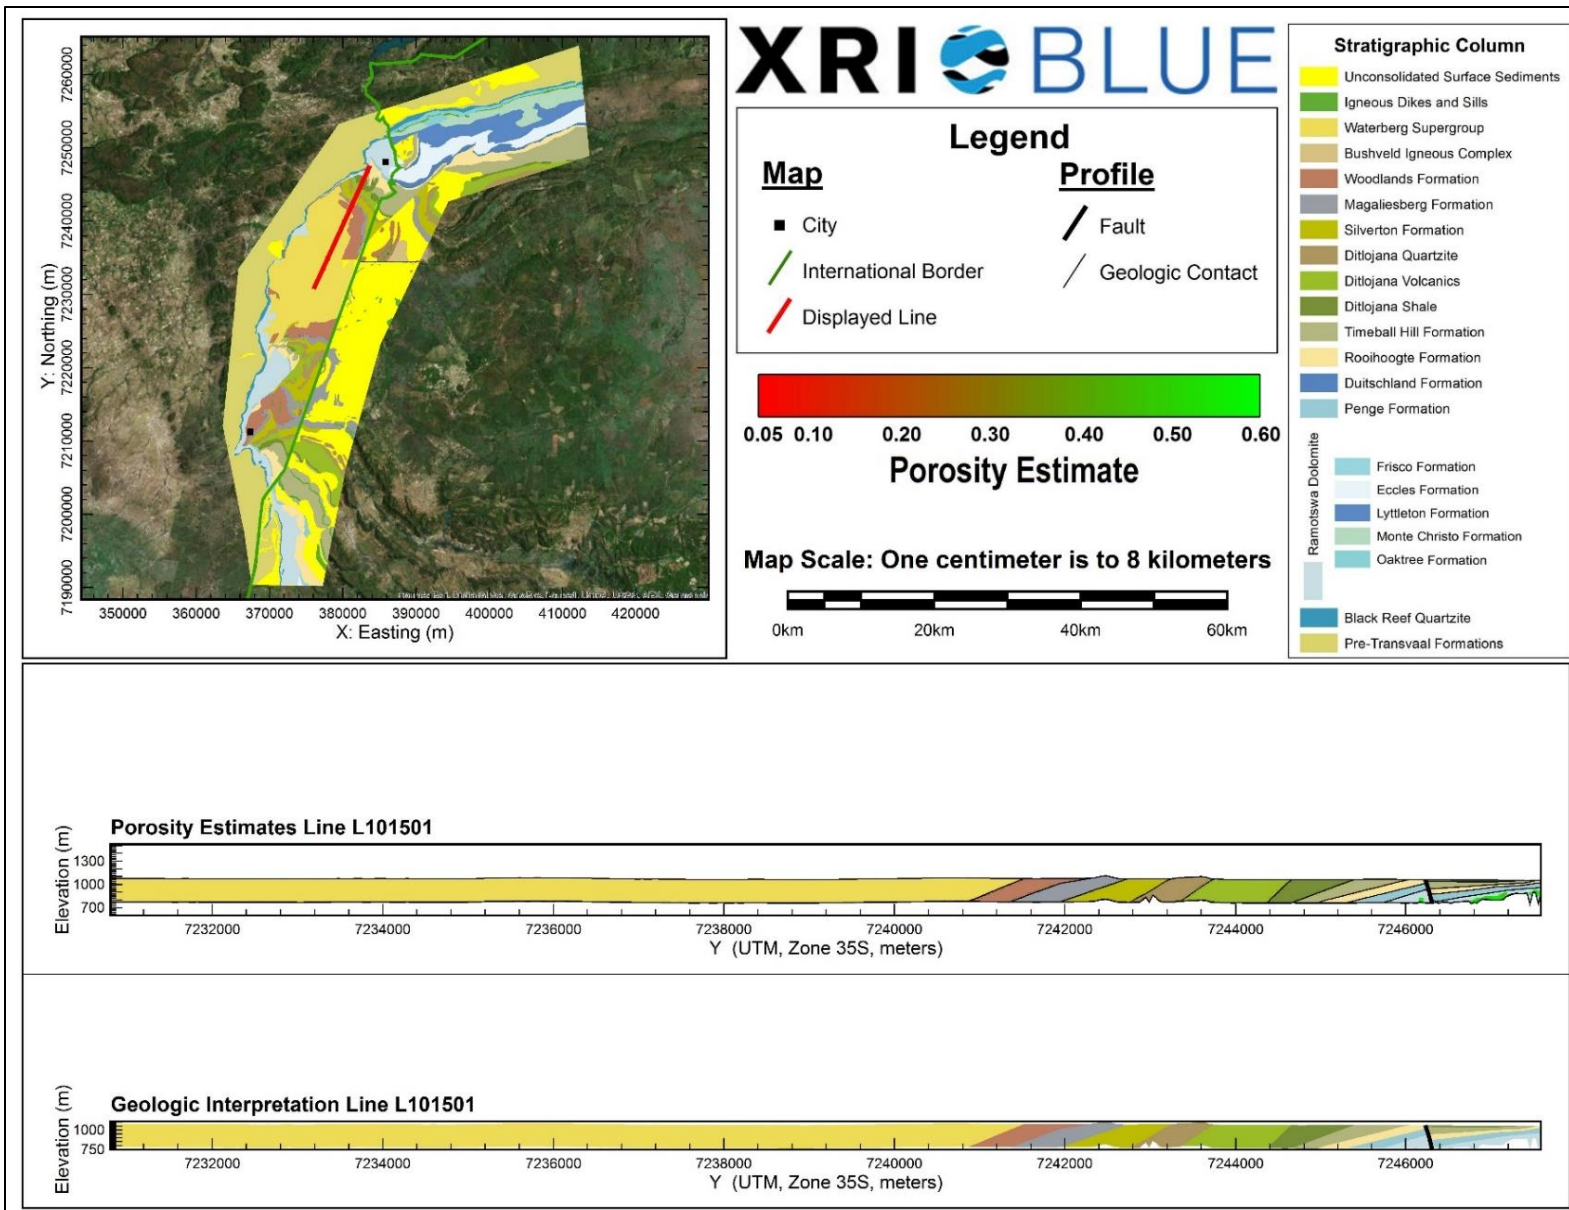 XRI BLUE
Y: Northing (m)
7260000
7250000
7240000
7230000
7220000
7210000
7200000
7190000
350000 360000 370000 380000 390000 400000 410000 420000
X: Easting (m)
Legend
Map
City
International Border
Displayed Line
Profile
Fault
Geologic Contact
0.05 0.10 0.20 0.30 0.40 0.50 0.60
Porosity Estimate
Map Scale: One centimeter is to 8 kilometers
0km 20km 40km 60km
Stratigraphic Column
Unconsolidated Surface Sediments
Igneous Dikes and Sills
Waterberg Supergroup
Bushveld Igneous Complex
Woodlands Formation
Magaliesberg Formation
Silverton Formation
Ditlojana Quartzite
Ditlojana Volcanics
Ditlojana Shale
Timeball Hill Formation
Rooihoogte Formation
Duitschland Formation
Penge Formation
Ramotswa Dolomite
Frisco Formation
Eccles Formation
Lyttleton Formation
Monte Christo Formation
Oaktree Formation
Black Reef Quartzite
Pre-Transvaal Formations
Porosity Estimates Line L101501
Elevation (m)
1300
1000
700
7232000 7234000 7236000 7238000 7240000 7242000 7244000 7246000
Y (UTM, Zone 35S, meters)
Geologic Interpretation Line L101501
Elevation (m)
1000
750
7232000 7234000 7236000 7238000 7240000 7242000 7244000 7246000
Y (UTM, Zone 35S, meters)